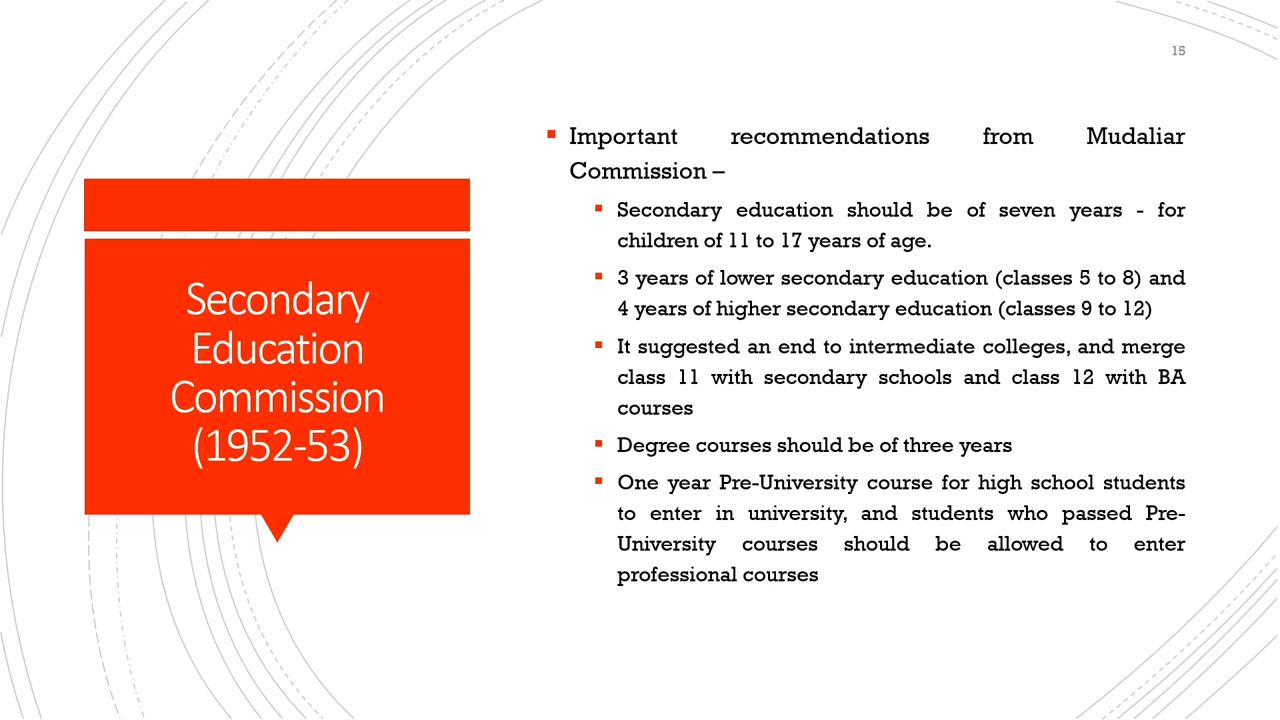 15
Secondary
Education
Commission
(1952-53)
Important recommendations from Mudaliar
Commission –
Secondary education should be of seven years - for
children of 11 to 17 years of age.
3 years of lower secondary education (classes 5 to 8) and
4 years of higher secondary education (classes 9 to 12)
It suggested an end to intermediate colleges, and merge
class 11 with secondary schools and class 12 with BA
courses
Degree courses should be of three years
One year Pre-University course for high school students
to enter in university, and students who passed Pre-
University courses should be allowed to enter
professional courses